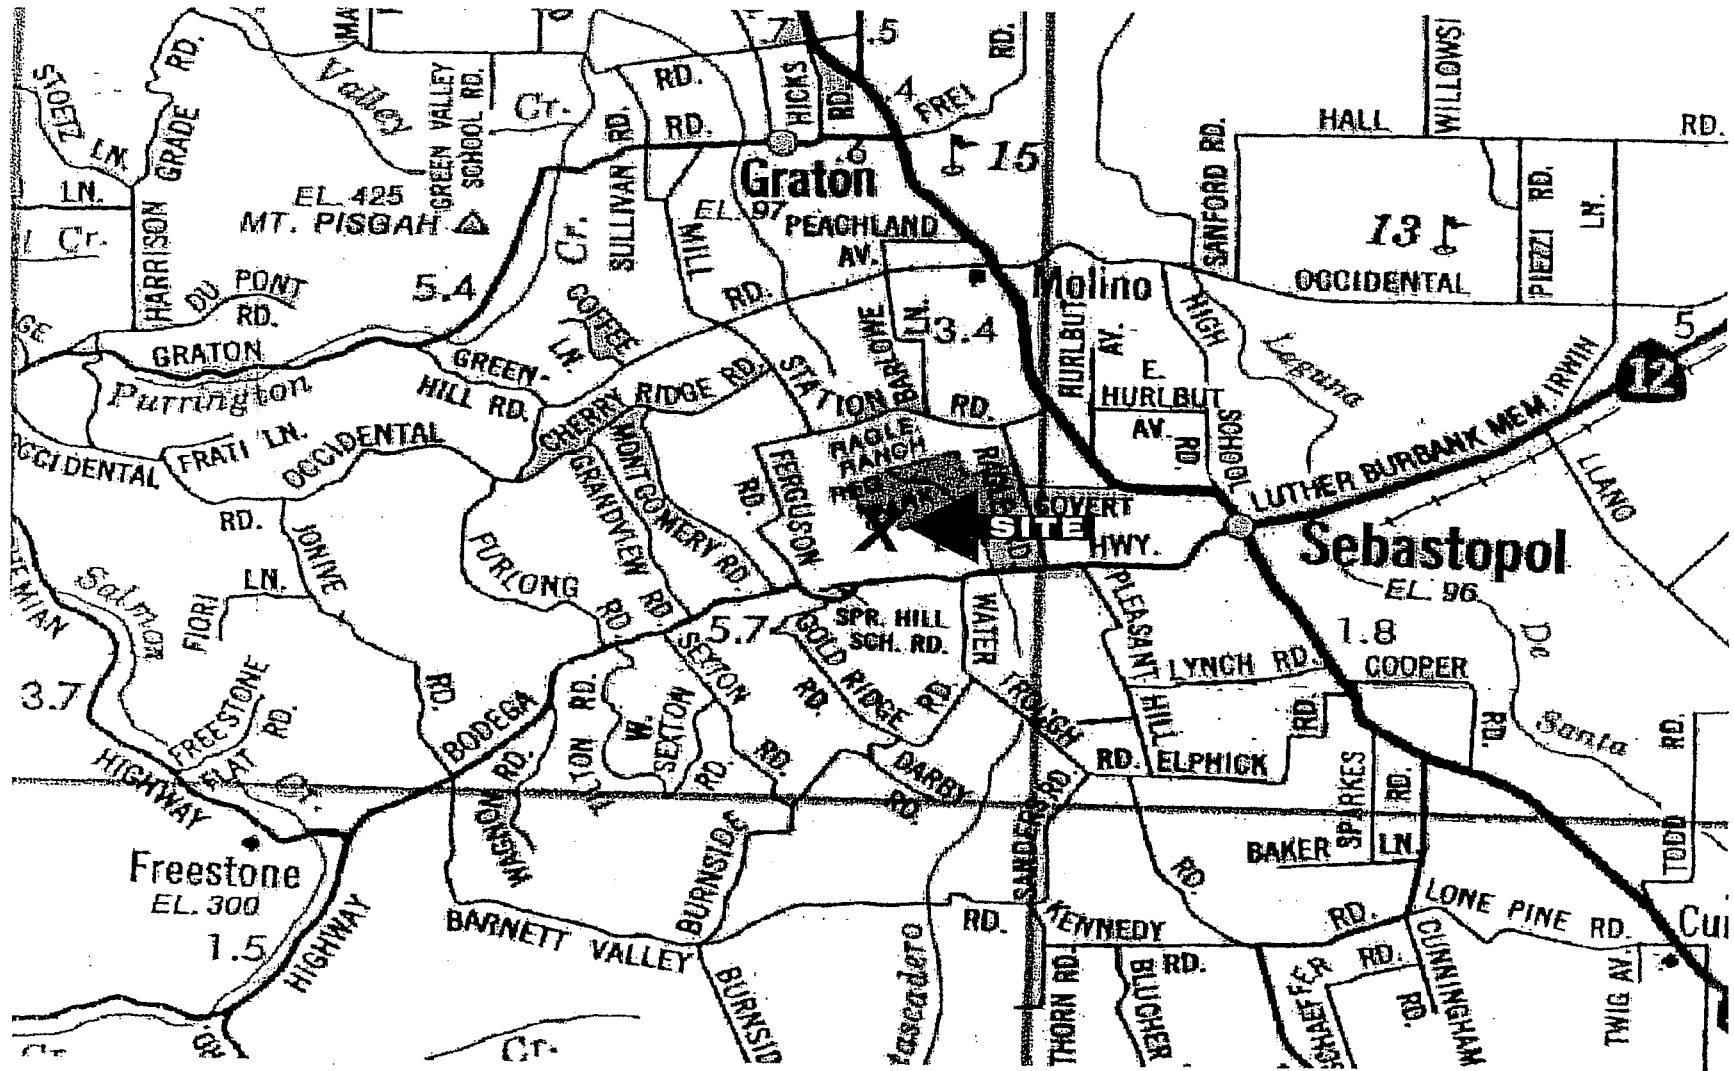 RD.
HICKS
RD.
.7
.5
.4
FREI
RD.
WILLOWSI
STOETZ
LN.
GRADE
RD.
Valley
GREEN VALLEY
SCHOOL RD.
Cr.
RD.
SULLIVAN RD.
HALL
RD.
.6
15
Graton
LN.
EL. 425
MT. PISGAH
EL. 97
PEACHLAND
AV.
MILL
Cr.
Cr.
HARRISON
SANFORD RD.
13
PIEZZI RD.
LN.
DU PONT
RD.
5.4
COFFEE
LN.
RD.
Molino
OCCIDENTAL
BARLOWE
LN.
3.4
HURLBUT
AV.
HIGH
SCHOOL
RD.
Laguna
5
12
GRATON
Purrington
GREEN-
HILL RD.
CHERRY RIDGE RD.
STATION
RD.
E.
HURLBUT
AV.
LUTHER BURBANK MEM.
IRWIN
OCCIDENTAL
FRATI LN.
OCCIDENTAL
RD.
MONTGOMERY RD.
GRANDVIEW
RD.
FERGUSON
RD.
RAGLE
RANCH
X
SITE
COVERT
HWY.
LLANO
Sebastopol
EL. 96
JONIVE
RD.
FURLONG
RD.
Salmon
FIORI
LN.
5.7
SPR. HILL
SCH. RD.
WATER
TROUGH
RD.
PLEASANT
HILL
RD.
LYNCH RD.
1.8
COOPER
RD.
De
Santa
3.7
FREESTONE
FLAT
RD.
Cr.
SEXTON
RD.
W.
SEXTON
RD.
GOLD RIDGE
RD.
RD.
BODEGA
HIGHWAY
RD.
DARBY
RD.
ELPHICK
RD.
SPARKES
RD.
TODD
RD.
MAGNON
RD.
SANDERS RD.
BAKER
LN.
Freestone
EL. 300
1.5
HIGHWAY
BURNSIDE
BARNETT VALLEY
RD.
KENNEDY
RD.
RD.
LONE PINE RD.
THORN RD.
BLUCHER
RD.
CUNNINGHAM
RD.
TWIG AV.
Cr.
tascadero